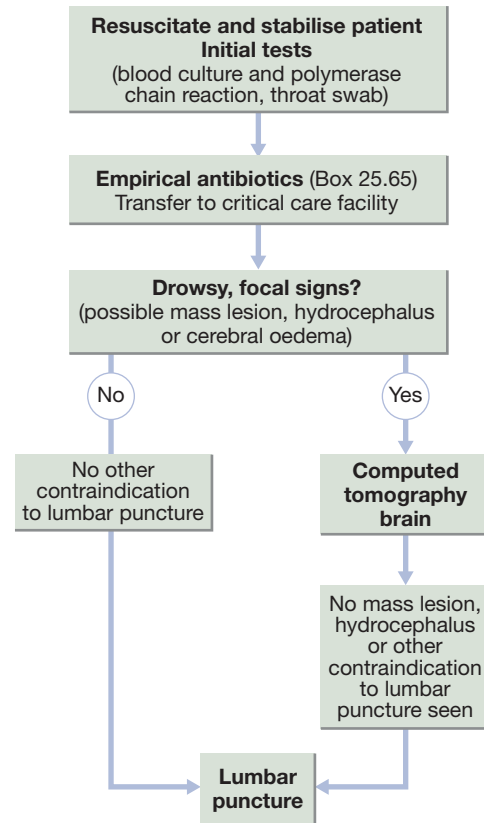 Resuscitate and stabilise patient
Initial tests
(blood culture and polymerase
chain reaction, throat swab)
Empirical antibiotics (Box 25.65)
Transfer to critical care facility
Drowsy, focal signs?
(possible mass lesion, hydrocephalus
or cerebral oedema)
No
Yes
No other
contraindication
to lumbar puncture
Computed
tomography
brain
No mass lesion,
hydrocephalus
or other
contraindication
to lumbar
puncture seen
Lumbar
puncture